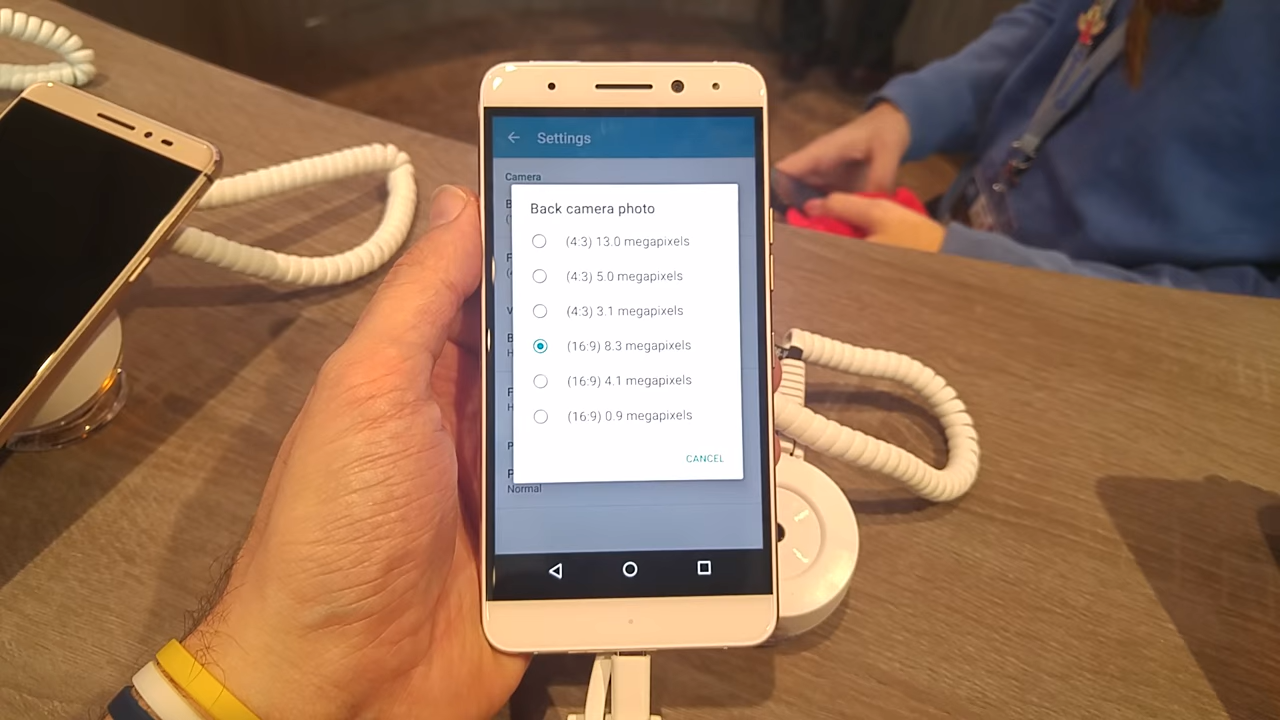 Settings
Camera
Back camera photo
(4:3) 13.0 megapixels
(4:3) 5.0 megapixels
(4:3) 3.1 megapixels
(16:9) 8.3 megapixels
(16:9) 4.1 megapixels
(16:9) 0.9 megapixels
CANCEL
Normal